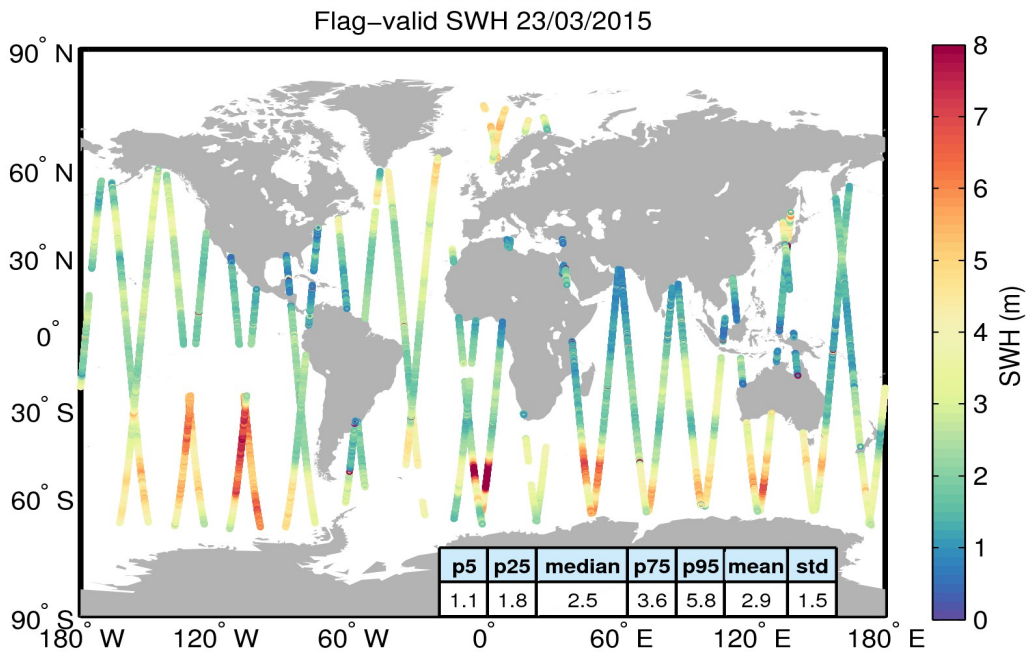 Flag−valid SWH 23/03/2015
90° N
60° N
30° N
0°
30° S
60° S
90° S
180° W
120° W
60° W
0°
60° E
120° E
180° E
p5 p25 median p75 p95 mean std
1.1 1.8 2.5 3.6 5.8 2.9 1.5
8
7
6
5
4
3
2
1
0
SWH (m)